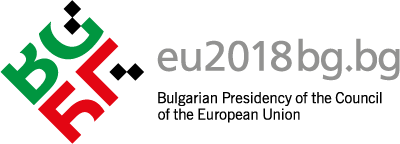 eu2018bg.bg
Bulgarian Presidency of the Council
of the European Union